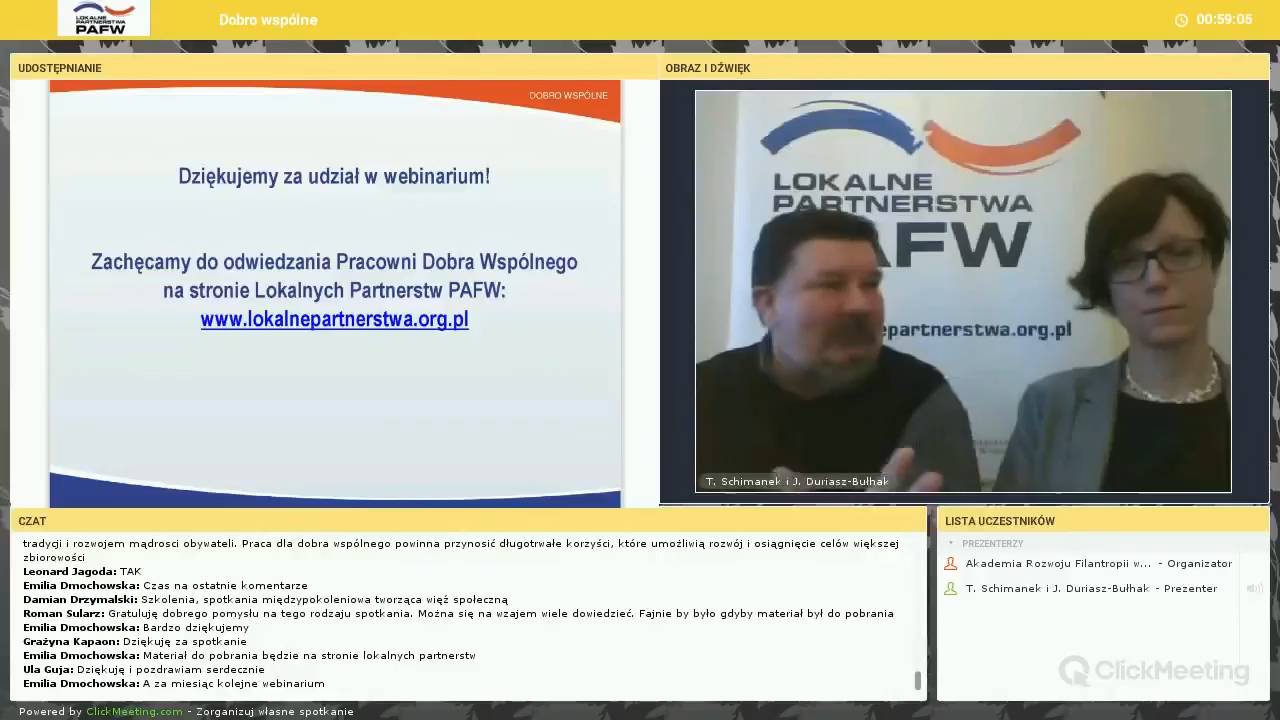 LOKALNE
PARTNERSTWA
PAFW
Dobro wspólne
00:59:05
UDOSTĘPNIANIE
DOBRO WSPÓLNE
Dziękujemy za udział w webinarium!
Zachęcamy do odwiedzania Pracowni Dobra Wspólnego
na stronie Lokalnych Partnerstw PAFW:
www.lokalnepartnerstwa.org.pl
OBRAZ I DŹWIĘK
LOKALNE
PARTNERSTWA
AFW
epartnerstwa.org.pl
T. Schimanek i J. Duriasz-Bułhak
CZAT
tradycji i rozwojem mądrosci obywateli. Praca dla dobra wspólnego powinna przynosić długotrwałe korzyści, które umożliwią rozwój i osiągnięcie celów większej
zbiorowości
Leonard Jagoda: TAK
Emilia Dmochowska: Czas na ostatnie komentarze
Damian Drzymalski: Szkolenia, spotkania międzypokoleniowa tworząca więź społeczną
Roman Sularz: Gratuluję dobrego pomysłu na tego rodzaju spotkania. Można się na wzajem wiele dowiedzieć. Fajnie by było gdyby materiał był do pobrania
Emilia Dmochowska: Bardzo dziękujemy
Grażyna Kapaon: Dziękuję za spotkanie
Emilia Dmochowska: Materiał do pobrania będzie na stronie lokalnych partnerstw
Ula Guja: Dziękuję i pozdrawiam serdecznie
Emilia Dmochowska: A za miesiąc kolejne webinarium
LISTA UCZESTNIKÓW
PREZENTERZY
Akademia Rozwoju Filantropii w... - Organizator
T. Schimanek i J. Duriasz-Bułhak - Prezenter
ClickMeeting
Powered by ClickMeeting.com - Zorganizuj własne spotkanie